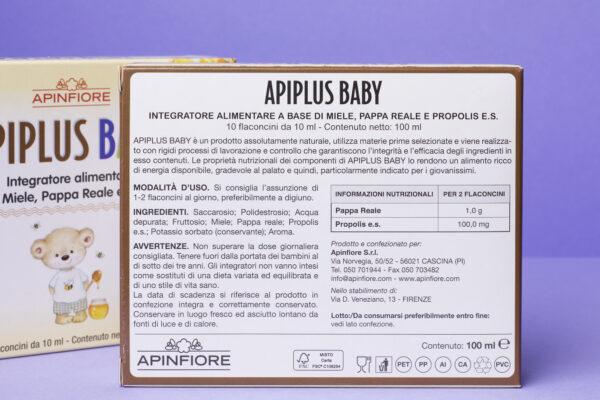 APINFIORE
APIPLUS B
Integratore alimenta
Miele, Pappa Reale e
flaconcini da 10 ml - Contenuto netto: 100
APIPLUS BABY
INTEGRATORE ALIMENTARE A BASE DI MIELE, PAPPA REALE E PROPOLIS E.S.
10 flaconcini da 10 ml - Contenuto netto: 100 ml
APIPLUS BABY è un prodotto assolutamente naturale, utilizza materie prime selezionate e viene realizza-
to con rigidi processi di lavorazione e controllo che garantiscono l'integrità e l'efficacia degli ingredienti in
esso contenuti. Le proprietà nutrizionali dei componenti di APIPLUS BABY lo rendono un alimento ricco
di energia disponibile, gradevole al palato e quindi, particolarmente indicato per i giovanissimi.
MODALITÀ D'USO. Si consiglia l'assunzione di
1-2 flaconcini al giorno, preferibilmente a digiuno.
INGREDIENTI. Saccarosio; Polidestrosio; Acqua
depurata; Fruttosio; Miele; Pappa reale; Propolis
e.s.; Potassio sorbato (conservante); Aroma.
AVVERTENZE. Non superare la dose giornaliera
consigliata. Tenere fuori dalla portata dei bambini al
di sotto dei tre anni. Gli integratori non vanno intesi
come sostituti di una dieta variata ed equilibrata e
di uno stile di vita sano.
La data di scadenza si riferisce al prodotto in
confezione integra e correttamente conservato.
Conservare in luogo fresco ed asciutto lontano da
fonti di luce e di calore.
INFORMAZIONI NUTRIZIONALI PER 2 FLACONCINI
Pappa Reale 1,0 g
Propolis e.s. 100,0 mg
Prodotto e confezionato per:
Apinfiore S.r.l.
Via Norvegia, 50/52 - 56021 CASCINA (PI)
Tel. 050 701944 - Fax 050 703482
info@apinfiore.com - www.apinfiore.com
Nello stabilimento di:
Via D. Veneziano, 13 - FIRENZE
Lotto/Da consumarsi preferibilmente entro fine:
vedi lato confezione.
Contenuto: 100 ml e
APINFIORE
FSC
MISTO
Carta
FSC® C106204
PET PP Al CA PVC